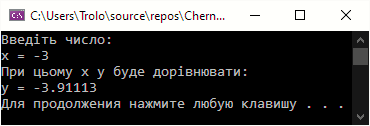 C:\Users\Trolo\source\repos\Chern...
Введіть число:
x = -3
При цьому x y буде дорівнювати:
y = -3.91113
Для продолжения нажмите любую клавишу . . .